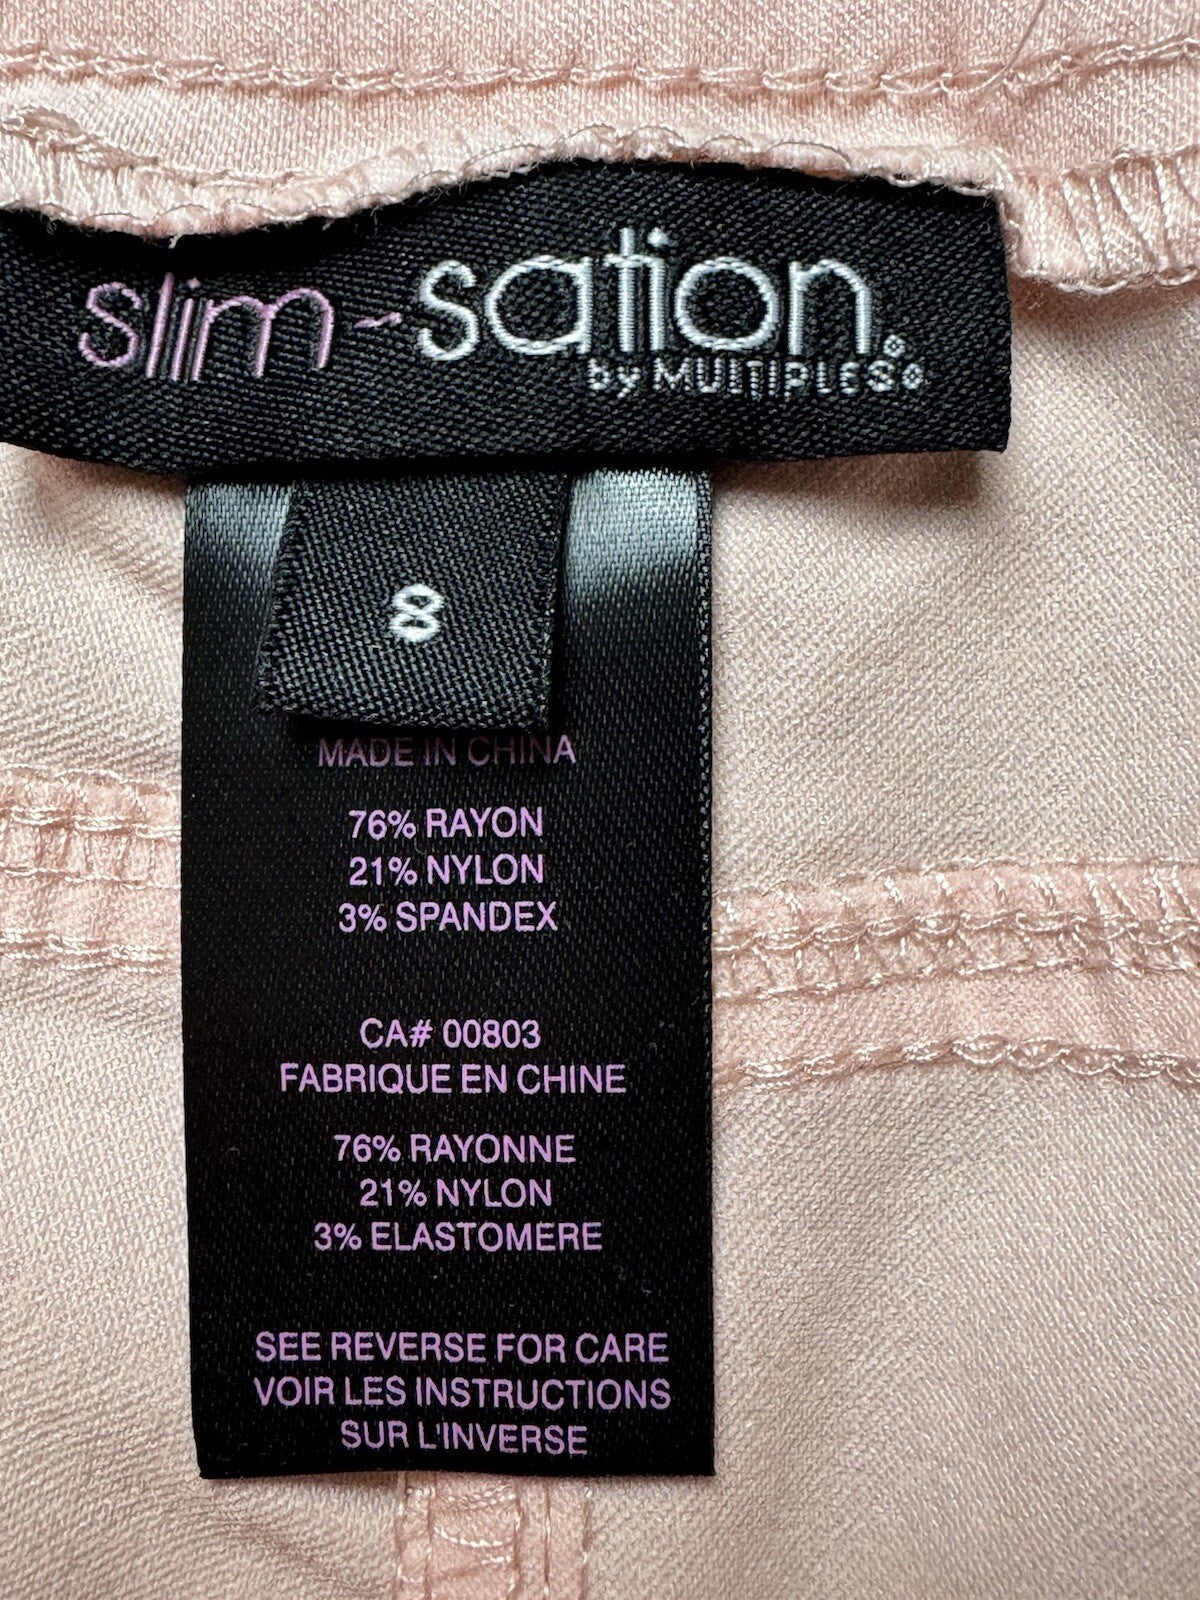 slim-sation®
by MULTIPLES®
8
MADE IN CHINA
76% RAYON
21% NYLON
3% SPANDEX
CA# 00803
FABRIQUE EN CHINE
76% RAYONNE
21% NYLON
3% ELASTOMERE
SEE REVERSE FOR CARE
VOIR LES INSTRUCTIONS
SUR L'INVERSE